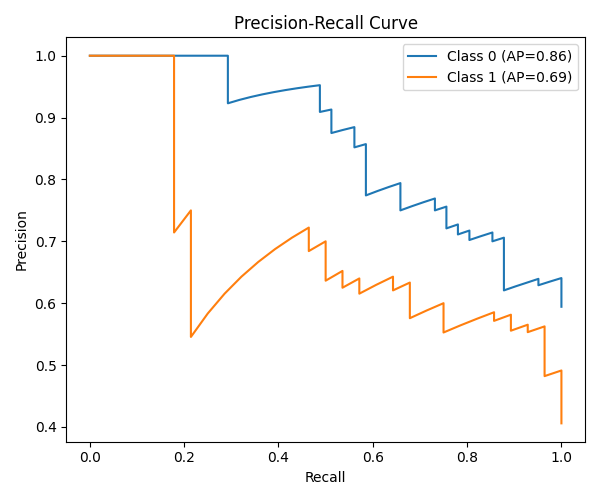 Precision-Recall Curve
Class 0 (AP=0.86)
Class 1 (AP=0.69)
Precision
1.0
0.9
0.8
0.7
0.6
0.5
0.4
0.0 0.2 0.4 0.6 0.8 1.0
Recall